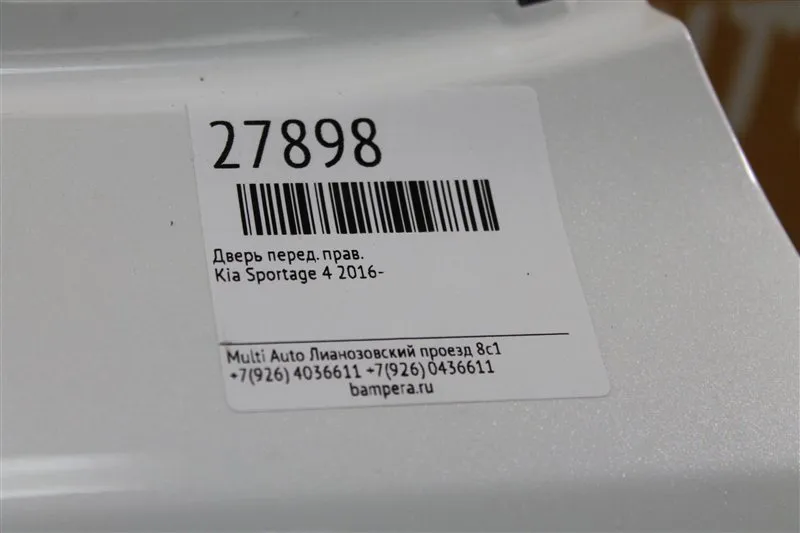 27898
Дверь перед. прав.
Kia Sportage 4 2016-
Multi Auto Лианозовский проезд 8с1
+7(926) 4036611 +7(926) 0436611
bampera.ru